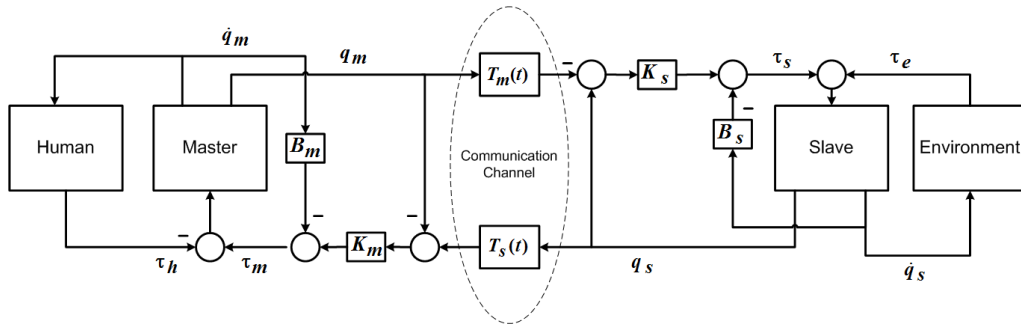 q̇m
qm
Tm(t)
−
Ks
τs
τe
−
Human
Master
Bm
Communication
Channel
Bs
Slave
Environment
−
−
−
Km
Ts(t)
τh
τm
qs
q̇s